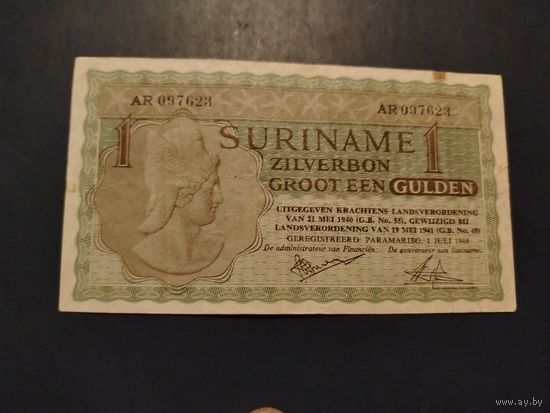 AR 097623
AR 097623
1 SURINAME 1
ZILVERBON
GROOT EEN GULDEN
UITGEGEVEN KRACHTENS LANDSVERORDENING
VAN 21 MEI 1940 (G.B. No. 55), GEWIJZIGD BIJ
LANDSVERORDENING VAN 19 MEI 1941 (G.B. No. 49)
GEREGISTREERD: PARAMARIBO, 1 JULI 1949
De administrateur van Financiën: De gouverneur van Suriname:
www.ay.by